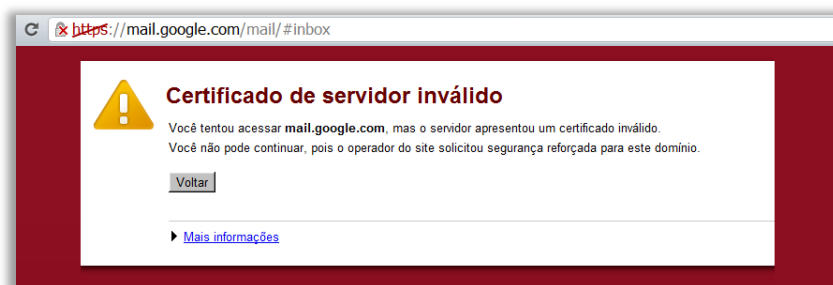 https://mail.google.com/mail/#inbox
Certificado de servidor inválido
Você tentou acessar mail.google.com, mas o servidor apresentou um certificado inválido.
Você não pode continuar, pois o operador do site solicitou segurança reforçada para este domínio.
Voltar
Mais informações